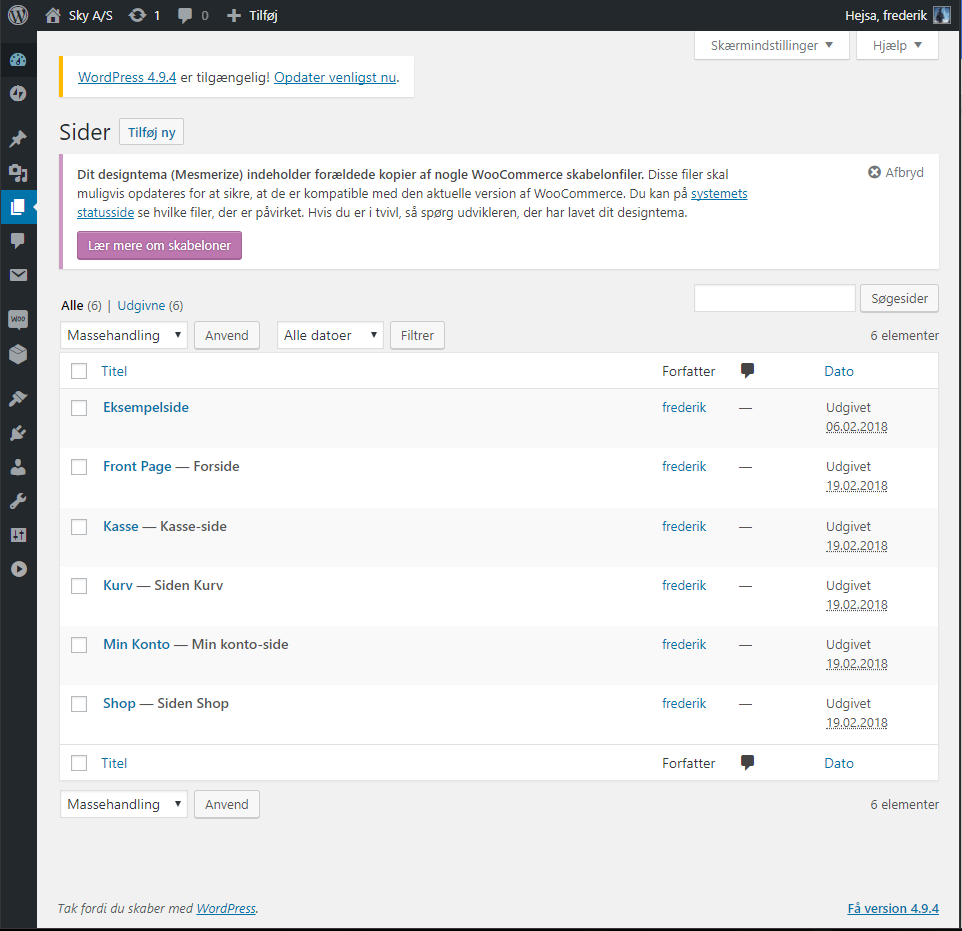 Sky A/S 1 0 Tilføj Hejsa, frederik
Skærmindstillinger ▼ Hjælp ▼
WordPress 4.9.4 er tilgængelig! Opdater venligst nu.
Sider Tilføj ny
Dit designtema (Mesmerize) indeholder forældede kopier af nogle WooCommerce skabelonfiler. Disse filer skal
muligvis opdateres for at sikre, at de er kompatible med den aktuelle version af WooCommerce. Du kan på systemets
statusside se hvilke filer, der er påvirket. Hvis du er i tvivl, så spørg udvikleren, der har lavet dit designtema.
Afbryd
Lær mere om skabeloner
Alle (6) | Udgivne (6)
Søgesider
Massehandling ▼ Anvend Alle datoer ▼ Filtrer 6 elementer
Titel Forfatter Dato
Eksempelside frederik — Udgivet
06.02.2018
Front Page — Forside frederik — Udgivet
19.02.2018
Kasse — Kasse-side frederik — Udgivet
19.02.2018
Kurv — Siden Kurv frederik — Udgivet
19.02.2018
Min Konto — Min konto-side frederik — Udgivet
19.02.2018
Shop — Siden Shop frederik — Udgivet
19.02.2018
Titel Forfatter Dato
Massehandling ▼ Anvend 6 elementer
Tak fordi du skaber med WordPress. Få version 4.9.4
WOO